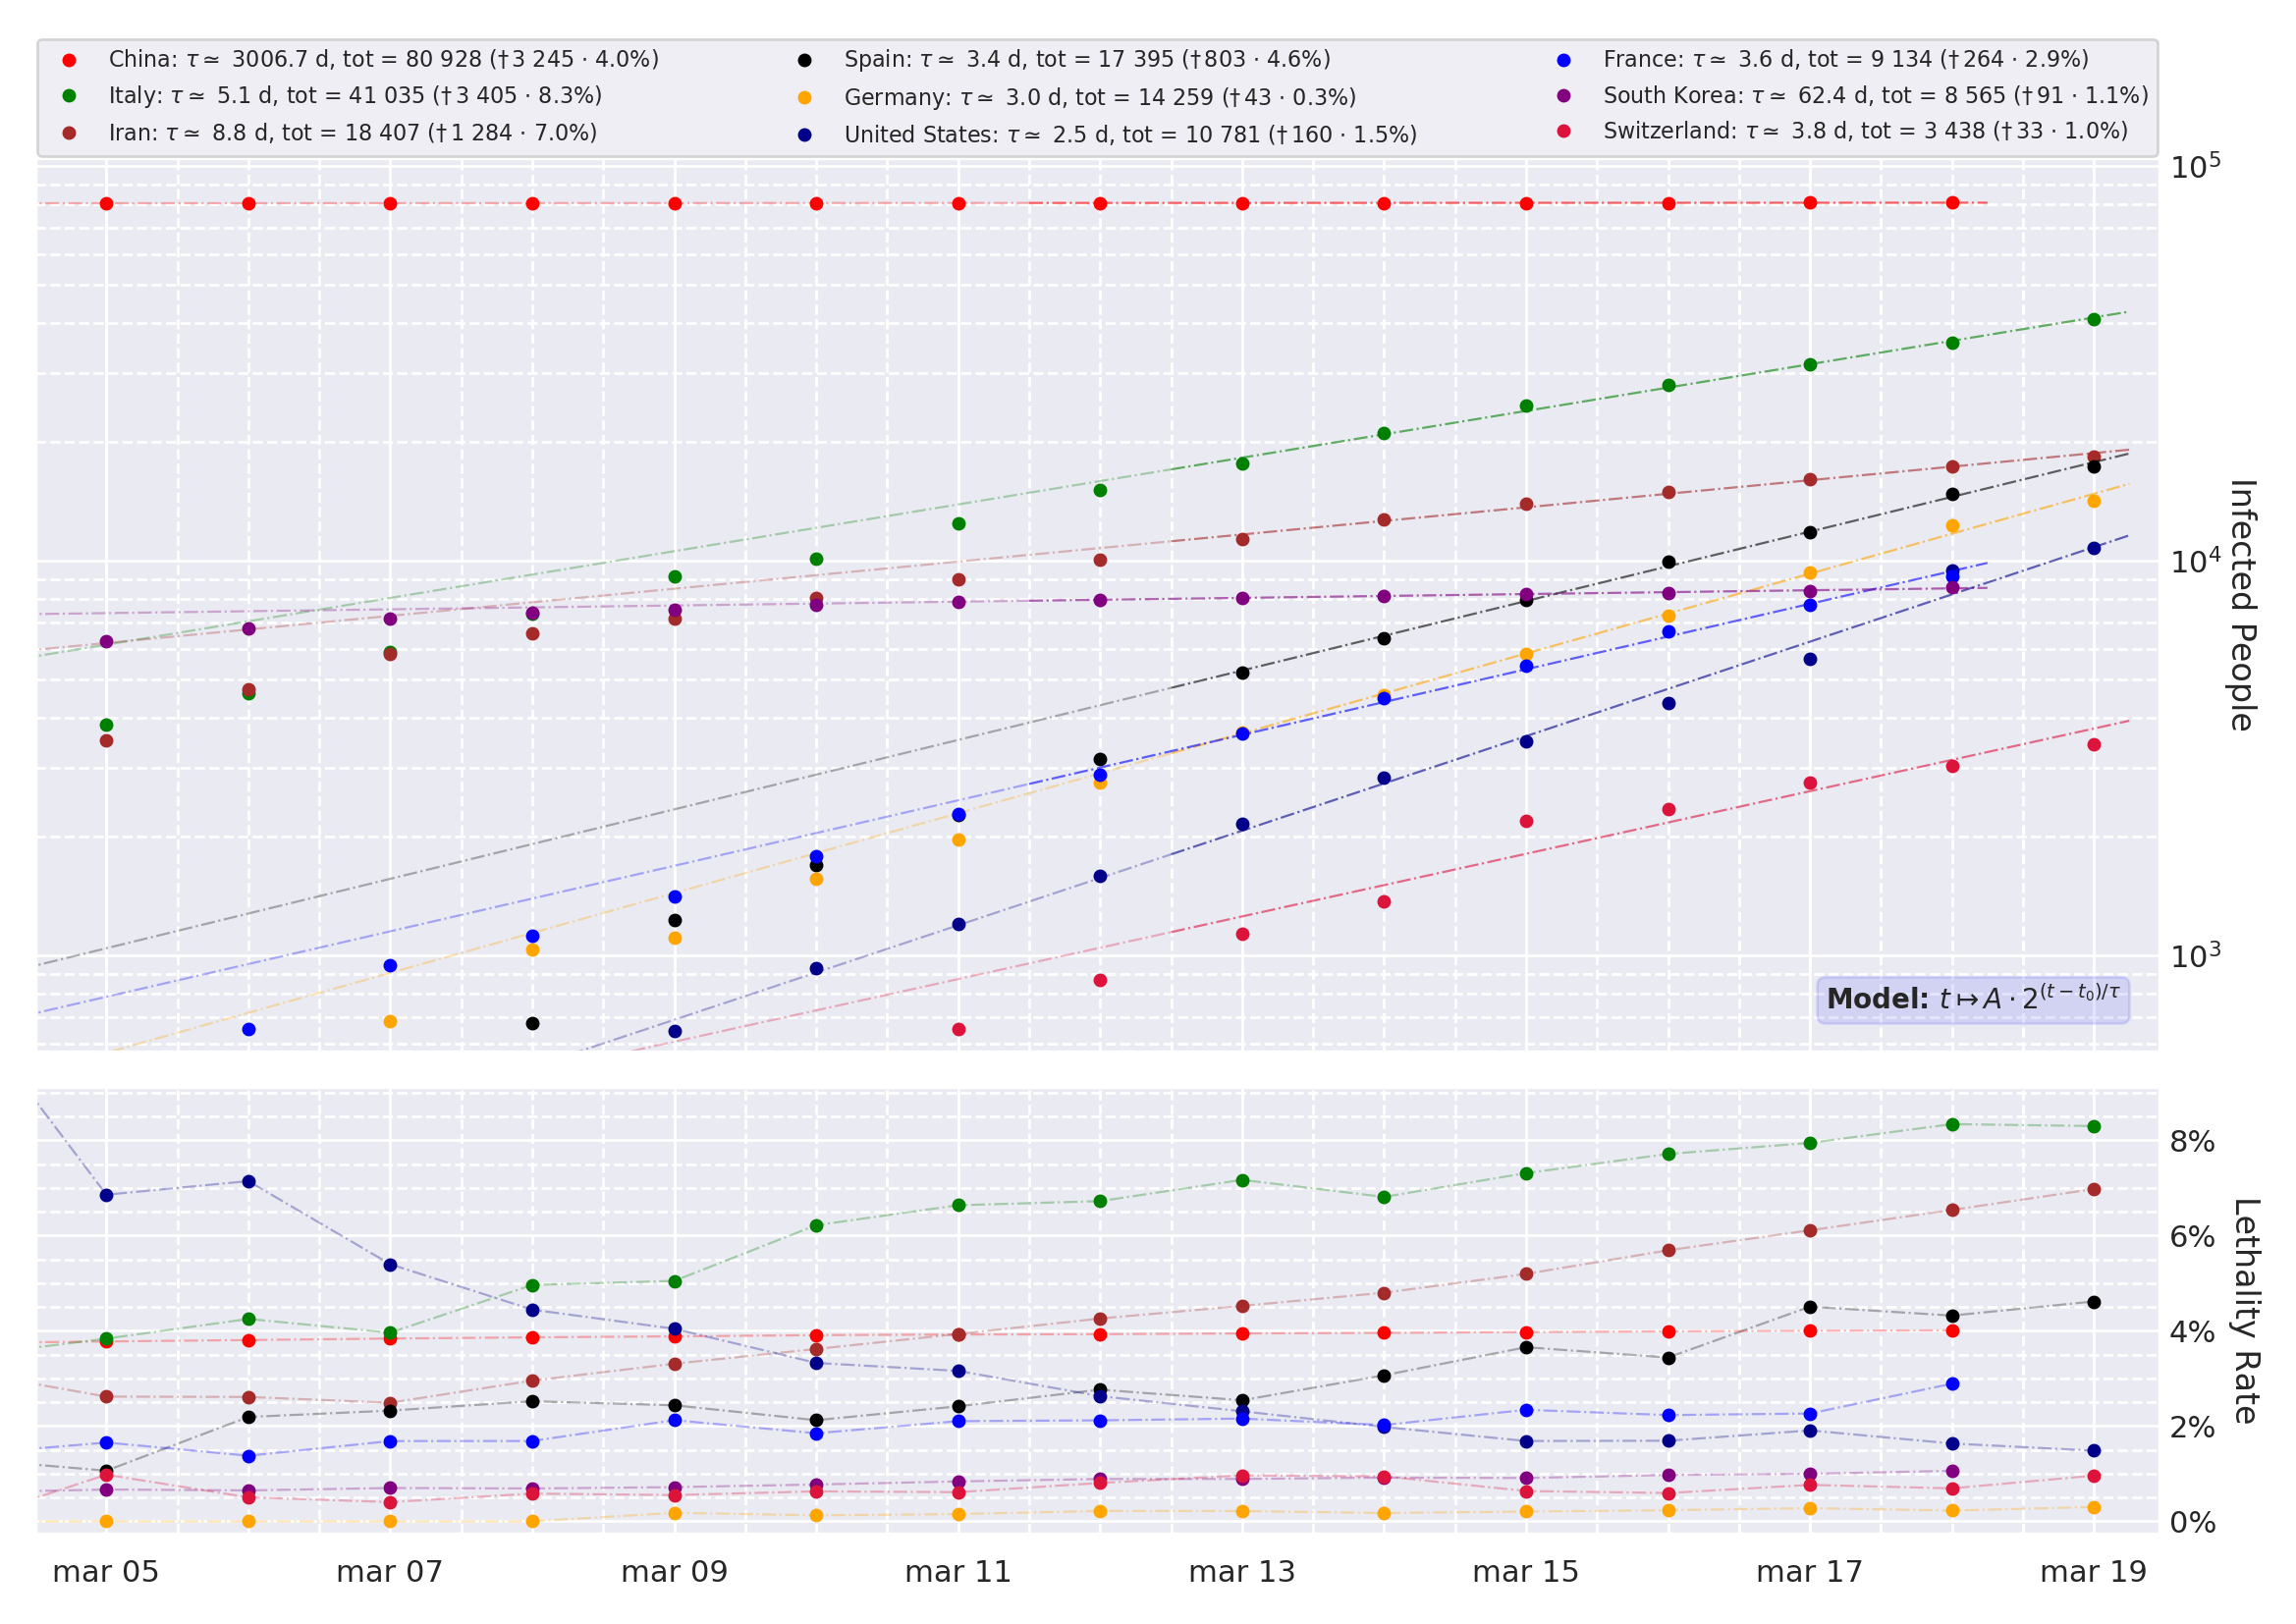 China: τ ≃ 3006.7 d, tot = 80 928 (†3 245 · 4.0%)
Italy: τ ≃ 5.1 d, tot = 41 035 (†3 405 · 8.3%)
Iran: τ ≃ 8.8 d, tot = 18 407 (†1 284 · 7.0%)
Spain: τ ≃ 3.4 d, tot = 17 395 (†803 · 4.6%)
Germany: τ ≃ 3.0 d, tot = 14 259 (†43 · 0.3%)
United States: τ ≃ 2.5 d, tot = 10 781 (†160 · 1.5%)
France: τ ≃ 3.6 d, tot = 9 134 (†264 · 2.9%)
South Korea: τ ≃ 62.4 d, tot = 8 565 (†91 · 1.1%)
Switzerland: τ ≃ 3.8 d, tot = 3 438 (†33 · 1.0%)
10⁵
10⁴
10³
Infected People
Model: t ↦ A · 2^(t − t₀)/τ
8%
6%
4%
2%
0%
Lethality Rate
mar 05 mar 07 mar 09 mar 11 mar 13 mar 15 mar 17 mar 19